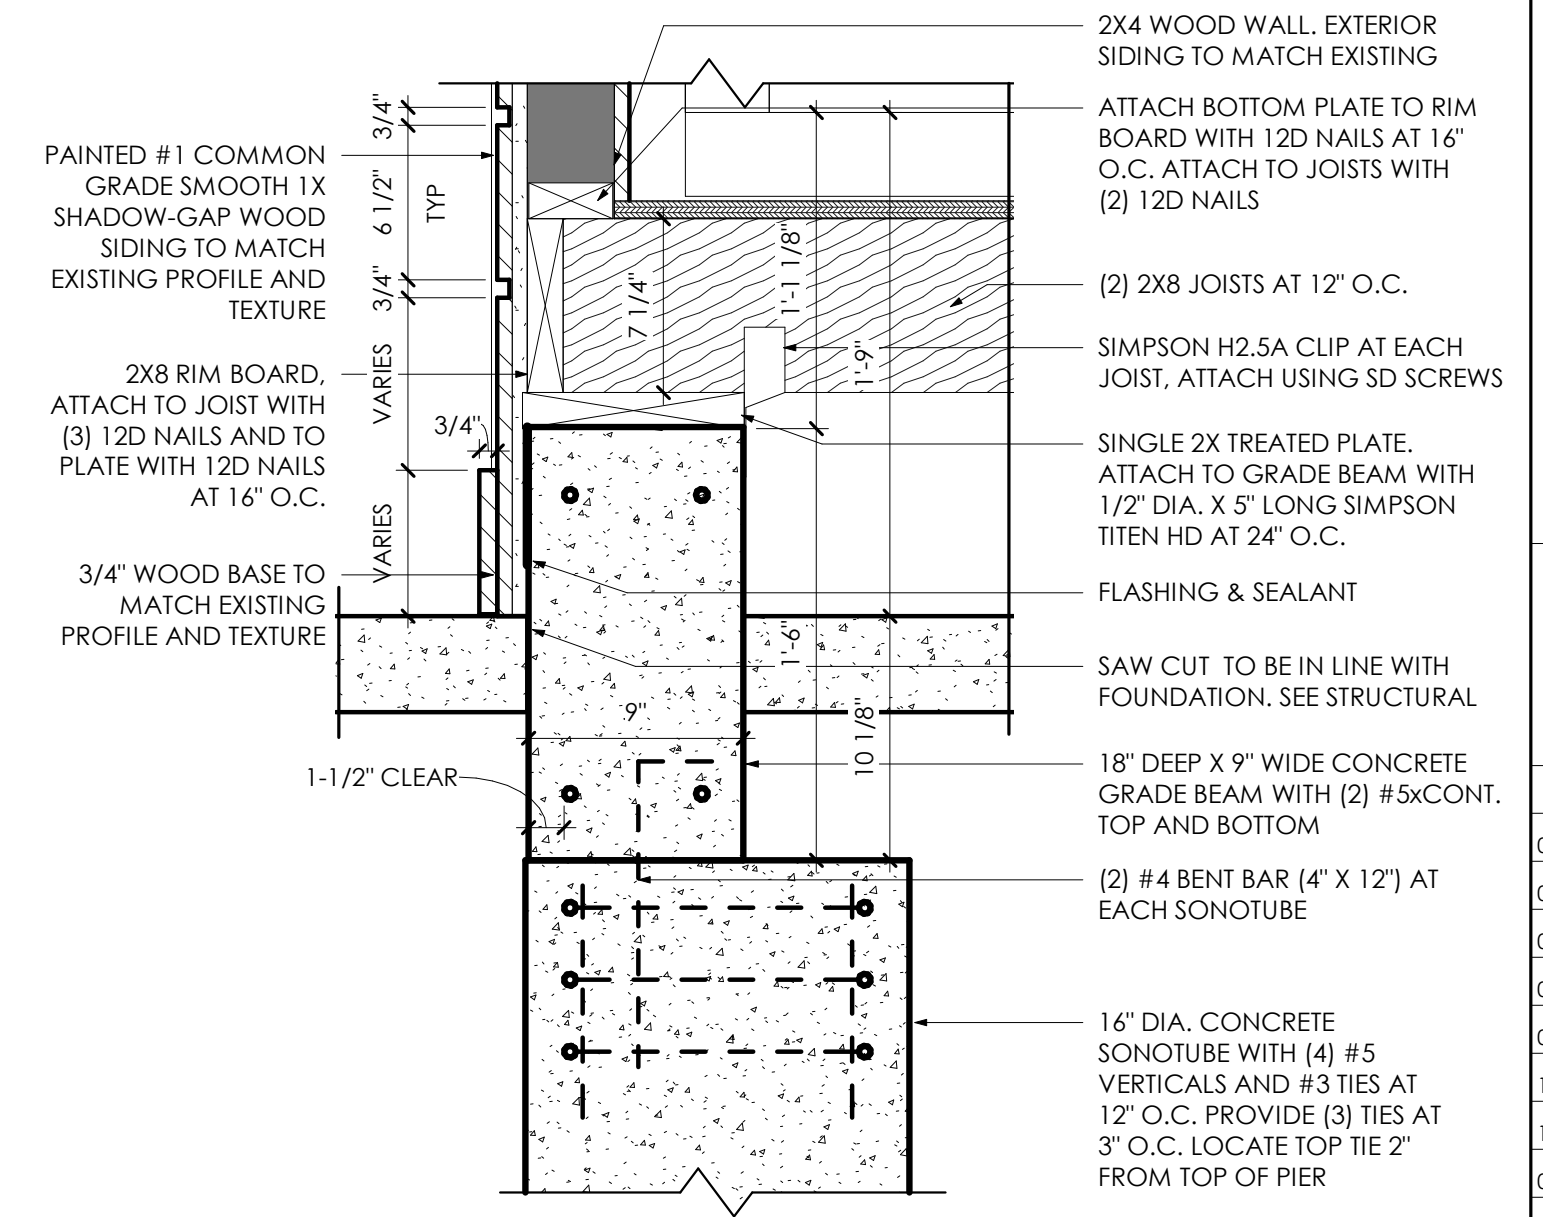 2X4 WOOD WALL. EXTERIOR
SIDING TO MATCH EXISTING
ATTACH BOTTOM PLATE TO RIM
BOARD WITH 12D NAILS AT 16"
O.C. ATTACH TO JOISTS WITH
(2) 12D NAILS
(2) 2X8 JOISTS AT 12" O.C.
SIMPSON H2.5A CLIP AT EACH
JOIST, ATTACH USING SD SCREWS
SINGLE 2X TREATED PLATE.
ATTACH TO GRADE BEAM WITH
1/2" DIA. X 5" LONG SIMPSON
TITEN HD AT 24" O.C.
FLASHING & SEALANT
SAW CUT TO BE IN LINE WITH
FOUNDATION. SEE STRUCTURAL
18" DEEP X 9" WIDE CONCRETE
GRADE BEAM WITH (2) #5xCONT.
TOP AND BOTTOM
(2) #4 BENT BAR (4" X 12") AT
EACH SONOTUBE
16" DIA. CONCRETE
SONOTUBE WITH (4) #5
VERTICALS AND #3 TIES AT
12" O.C. PROVIDE (3) TIES AT
3" O.C. LOCATE TOP TIE 2"
FROM TOP OF PIER
PAINTED #1 COMMON
GRADE SMOOTH 1X
SHADOW-GAP WOOD
SIDING TO MATCH
EXISTING PROFILE AND
TEXTURE
2X8 RIM BOARD,
ATTACH TO JOIST WITH
(3) 12D NAILS AND TO
PLATE WITH 12D NAILS
AT 16" O.C.
3/4" WOOD BASE TO
MATCH EXISTING
PROFILE AND TEXTURE
1-1/2" CLEAR
3/4"
6 1/2"
TYP
3/4"
VARIES
3/4"
VARIES
7 1/4"
1'-1 1/8"
1'-9"
1'-6"
10 1/8"
9"